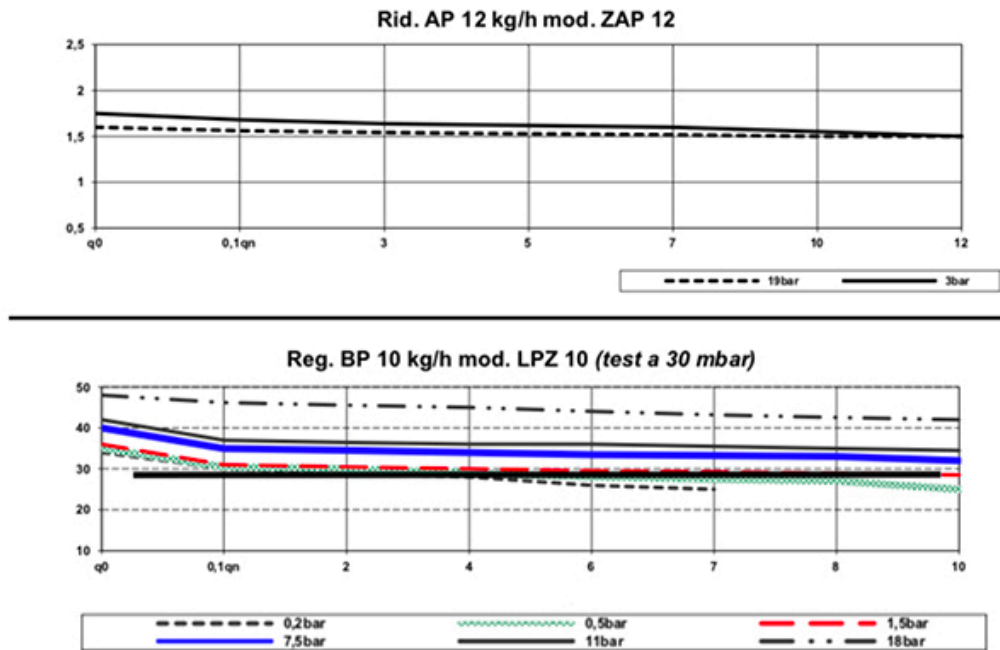 Rid. AP 12 kg/h mod. ZAP 12
2,5
2
1,5
1
0,5
q0 0,1qn 3 5 7 10 12
19bar 3bar
Reg. BP 10 kg/h mod. LPZ 10 (test a 30 mbar)
50
40
30
20
10
q0 0,1qn 2 4 6 7 8 10
0,2bar 0,5bar 1,5bar
7,5bar 11bar 18bar